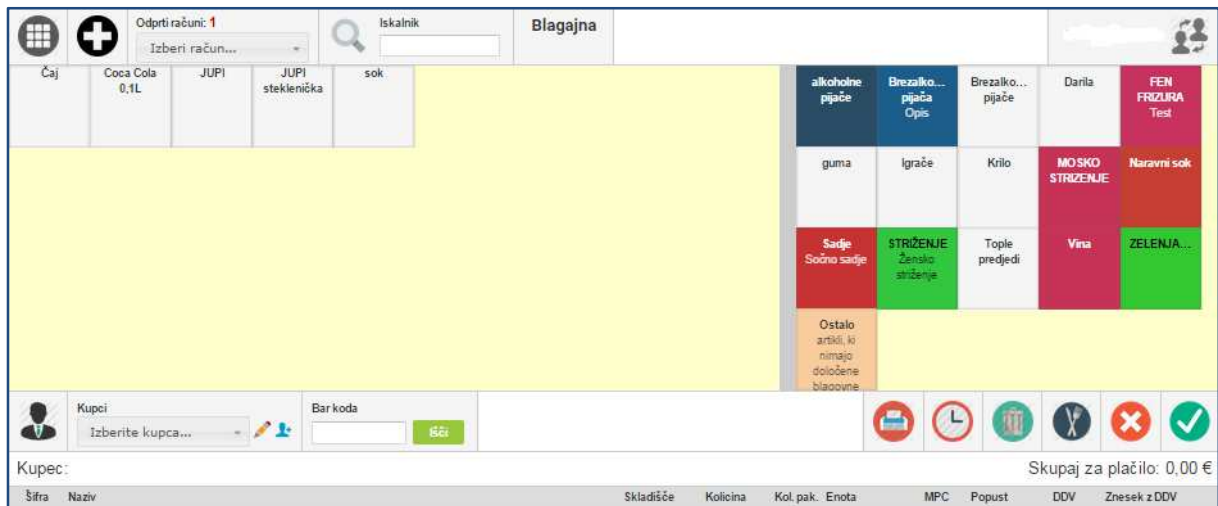 Odprti računi: 1
Izberi račun...
Iskalnik
Blagajna
Čaj
Coca Cola
0,1L
JUPI
JUPI
steklenička
sok
alkoholne
pijače
Brezalko...
pijača
Opis
Brezalko...
pijače
Darila
FEN
FRIZURA
Test
guma
Igrače
Krilo
MOSKO
STRIZENJE
Naravni sok
Sadje
Sočno sadje
STRIŽENJE
Žensko
striženje
Tople
predjedi
Vina
ZELENJA...
Ostalo
artikli, ki
nimajo
določene
blagovne
Kupci
Izberite kupca...
Bar koda
Išči
Kupec:
Skupaj za plačilo: 0,00 €
Šifra Naziv Skladišče Kolicina Kol. pak. Enota MPC Popust DDV Znesek z DDV